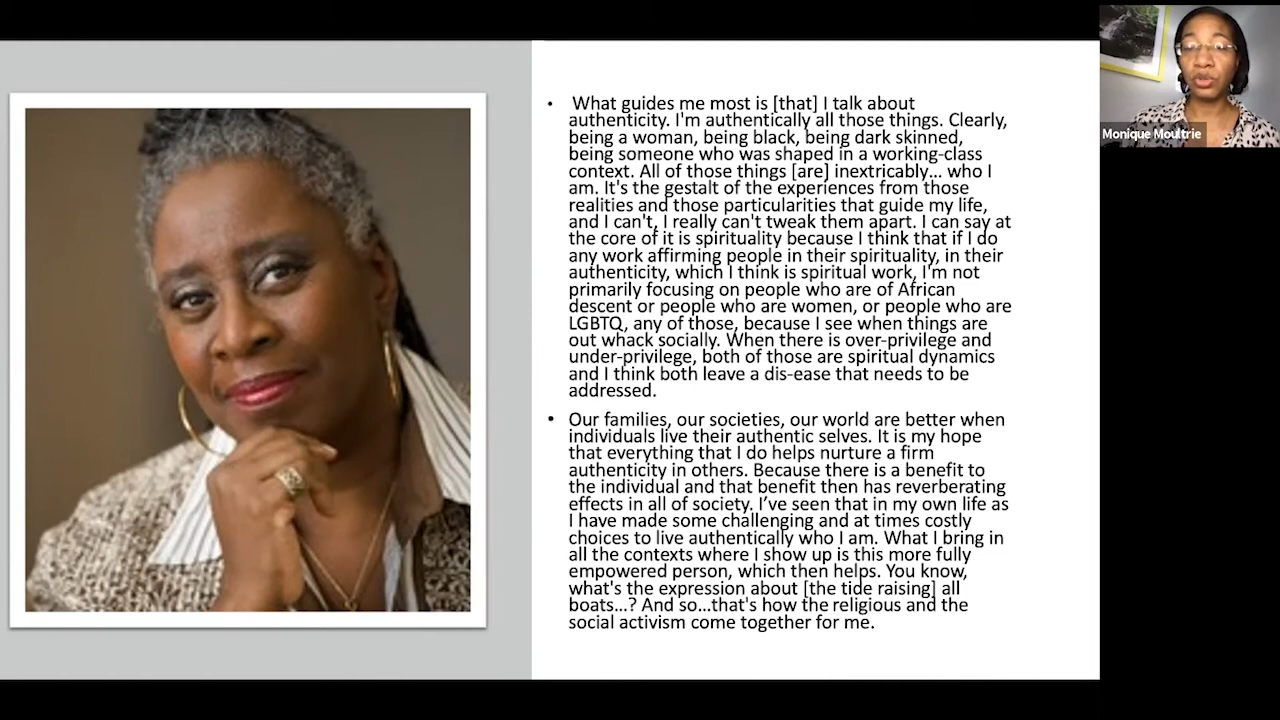 • What guides me most is [that] I talk about
authenticity. I'm authentically all those things. Clearly,
being a woman, being black, being dark skinned,
being someone who was shaped in a working-class
context. All of those things [are] inextricably... who I
am. It's the gestalt of the experiences from those
realities and those particularities that guide my life,
and I can't, I really can't tweak them apart. I can say at
the core of it is spirituality because I think that if I do
any work affirming people in their spirituality, in their
authenticity, which I think is spiritual work, I'm not
primarily focusing on people who are of African
descent or people who are women, or people who are
LGBTQ, any of those, because I see when things are
out whack socially. When there is over-privilege and
under-privilege, both of those are spiritual dynamics
and I think both leave a dis-ease that needs to be
addressed.
• Our families, our societies, our world are better when
individuals live their authentic selves. It is my hope
that everything that I do helps nurture a firm
authenticity in others. Because there is a benefit to
the individual and that benefit then has reverberating
effects in all of society. I’ve seen that in my own life as
I have made some challenging and at times costly
choices to live authentically who I am. What I bring in
all the contexts where I show up is this more fully
empowered person, which then helps. You know,
what's the expression about [the tide raising] all
boats...? And so...that's how the religious and the
social activism come together for me.
Monique Moultrie